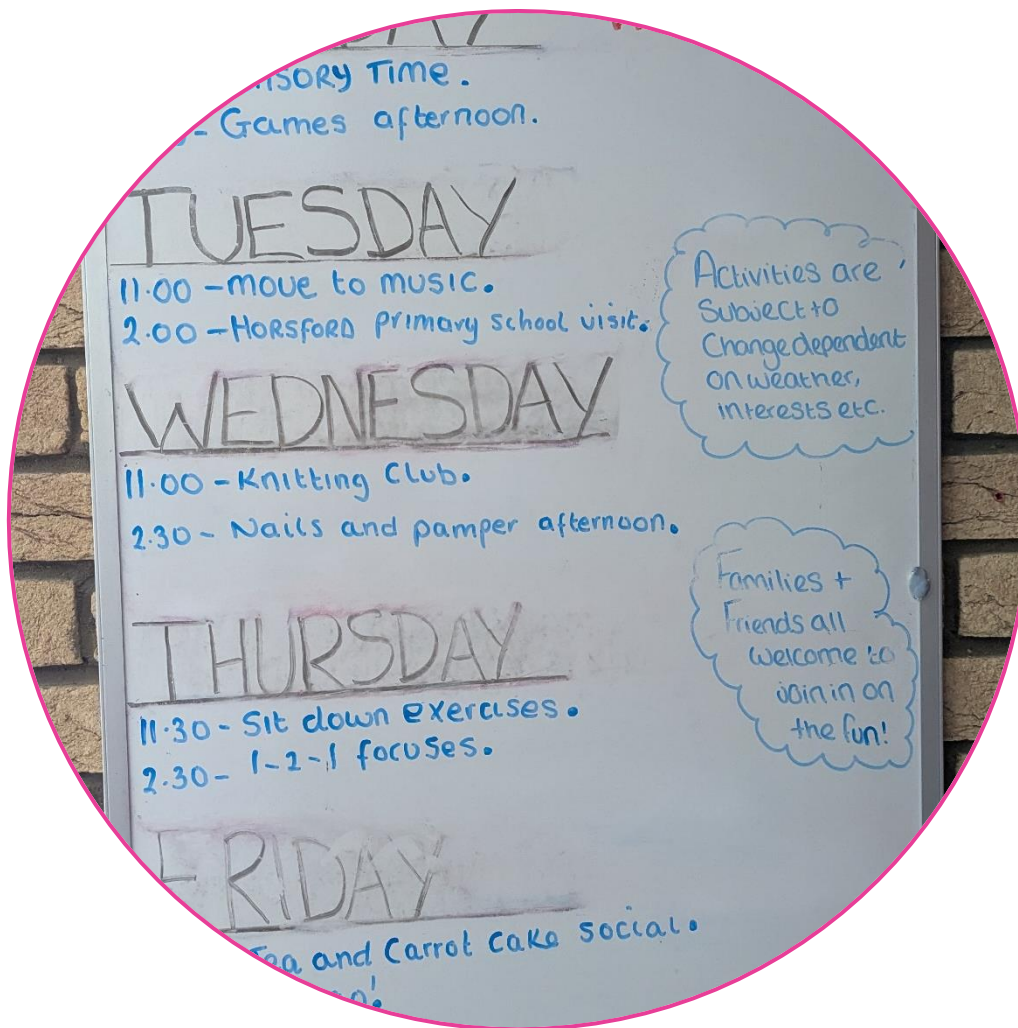 Time.
- Games afternoon.
TUESDAY
11.00 - move to music.
2.00 - HORSFORD primary school visit.
WEDNESDAY
11.00 - Knitting Club.
2.30 - Nails and pamper afternoon.
THURSDAY
11.30 - Sit down exercises.
2.30 - 1-2-1 focuses.
FRIDAY
Tea and Carrot Cake social.
Activities are
Subject to
Change dependent
on weather,
interests etc.
Families +
Friends all
welcome to
join in on
the fun!